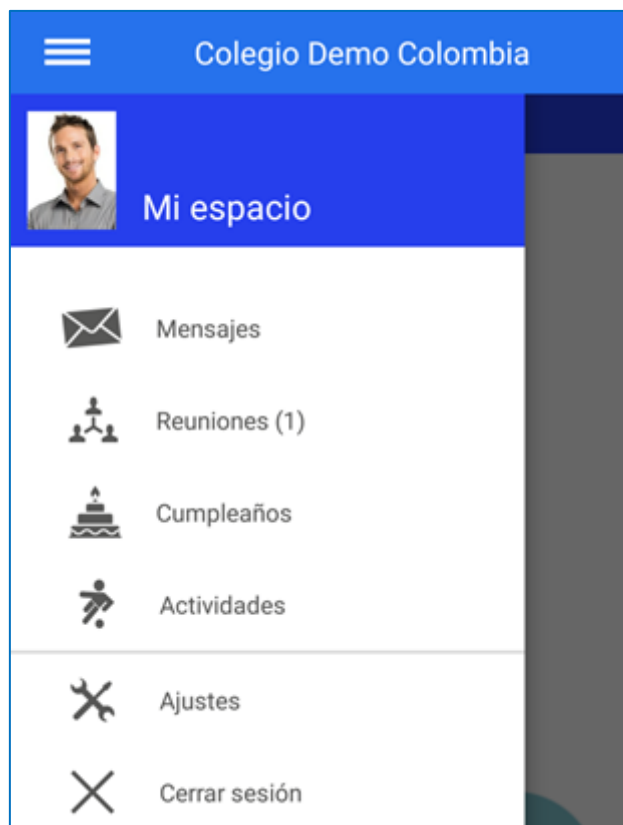 Colegio Demo Colombia
Mi espacio
Mensajes
Reuniones (1)
Cumpleaños
Actividades
Ajustes
Cerrar sesión